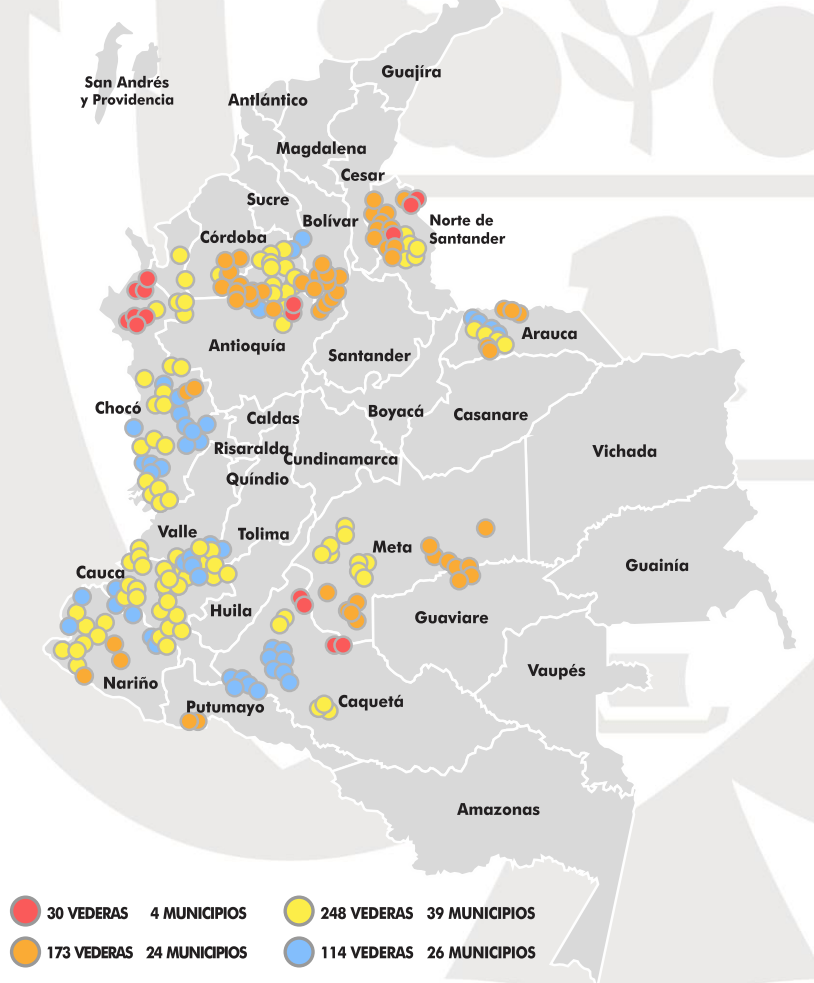 Guajíra
San Andrés
y Providencia
Antlántico
Magdalena
Cesar
Sucre
Bolívar
Norte de
Santander
Córdoba
Arauca
Antioquía
Santander
Chocó
Caldas
Boyacá
Casanare
Risaralda
Cundinamarca
Vichada
Quíndio
Valle
Tolima
Meta
Guainía
Cauca
Huila
Guaviare
Vaupés
Nariño
Putumayo
Caquetá
Amazonas
30 VEDERAS 4 MUNICIPIOS
248 VEDERAS 39 MUNICIPIOS
173 VEDERAS 24 MUNICIPIOS
114 VEDERAS 26 MUNICIPIOS